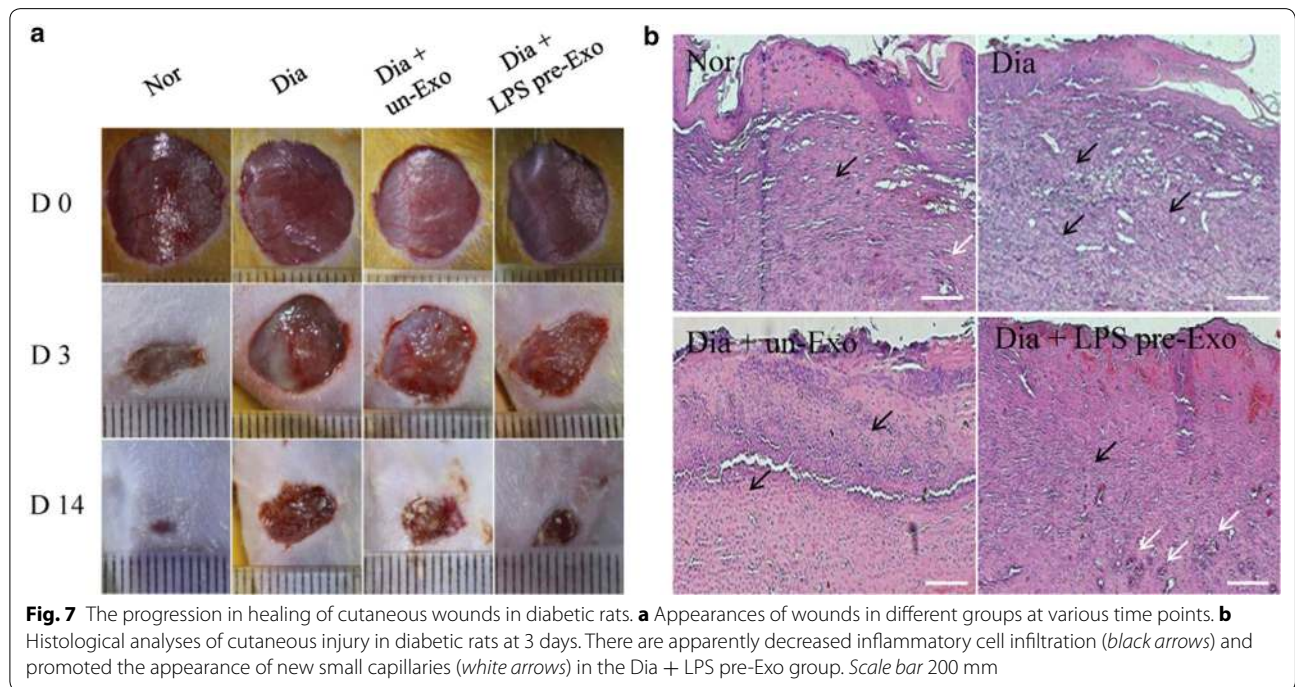 a
Nor
Dia
Dia +
un-Exo
Dia +
LPS pre-Exo
D 0
D 3
D 14
b
Nor
Dia
Dia + un-Exo
Dia + LPS pre-Exo
Fig. 7 The progression in healing of cutaneous wounds in diabetic rats. a Appearances of wounds in different groups at various time points. b
Histological analyses of cutaneous injury in diabetic rats at 3 days. There are apparently decreased inflammatory cell infiltration (black arrows) and
promoted the appearance of new small capillaries (white arrows) in the Dia + LPS pre-Exo group. Scale bar 200 mm